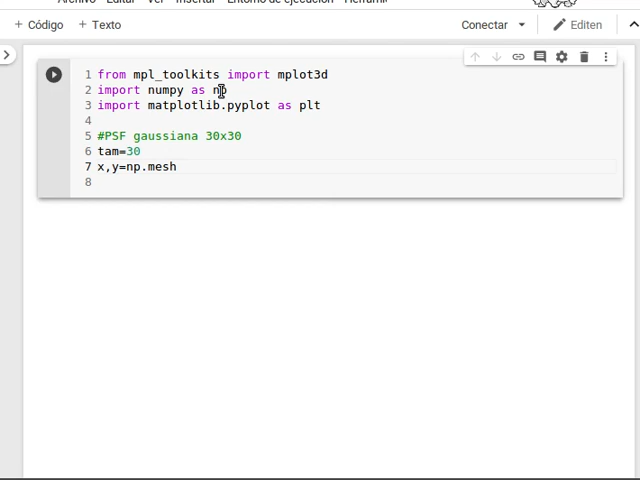 Archivo Editar Ver Insertar Entorno de ejecución Herrami
+ Código + Texto Conectar Editen
1 from mpl_toolkits import mplot3d
2 import numpy as np
3 import matplotlib.pyplot as plt
4
5 #PSF gaussiana 30x30
6 tam=30
7 x,y=np.mesh
8